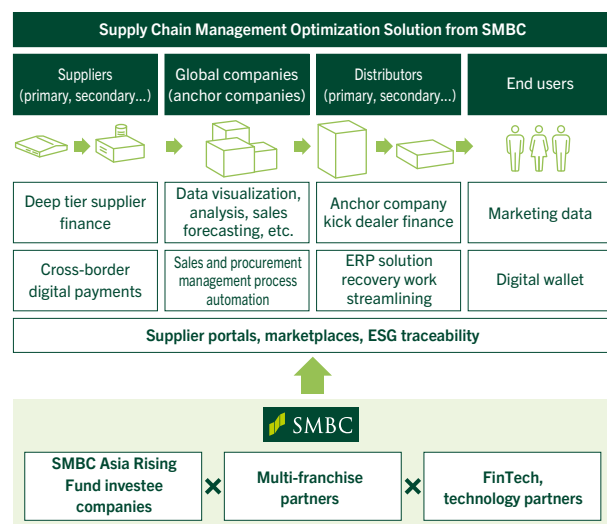 Supply Chain Management Optimization Solution from SMBC
Suppliers
(primary, secondary...)
Global companies
(anchor companies)
Distributors
(primary, secondary...)
End users
Deep tier supplier
finance
Data visualization,
analysis, sales
forecasting, etc.
Anchor company
kick dealer finance
Marketing data
Cross-border
digital payments
Sales and procurement
management process
automation
ERP solution
recovery work
streamlining
Digital wallet
Supplier portals, marketplaces, ESG traceability
SMBC
SMBC Asia Rising
Fund investee
companies
×
Multi-franchise
partners
×
FinTech,
technology partners